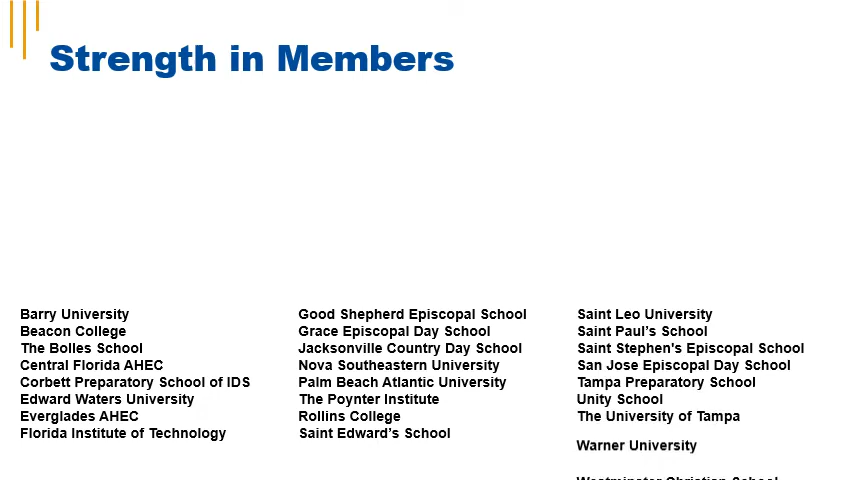 Strength in Members
Barry University
Beacon College
The Bolles School
Central Florida AHEC
Corbett Preparatory School of IDS
Edward Waters University
Everglades AHEC
Florida Institute of Technology
Good Shepherd Episcopal School
Grace Episcopal Day School
Jacksonville Country Day School
Nova Southeastern University
Palm Beach Atlantic University
The Poynter Institute
Rollins College
Saint Edward’s School
Saint Leo University
Saint Paul’s School
Saint Stephen's Episcopal School
San Jose Episcopal Day School
Tampa Preparatory School
Unity School
The University of Tampa
Warner University
Westminster Christian School